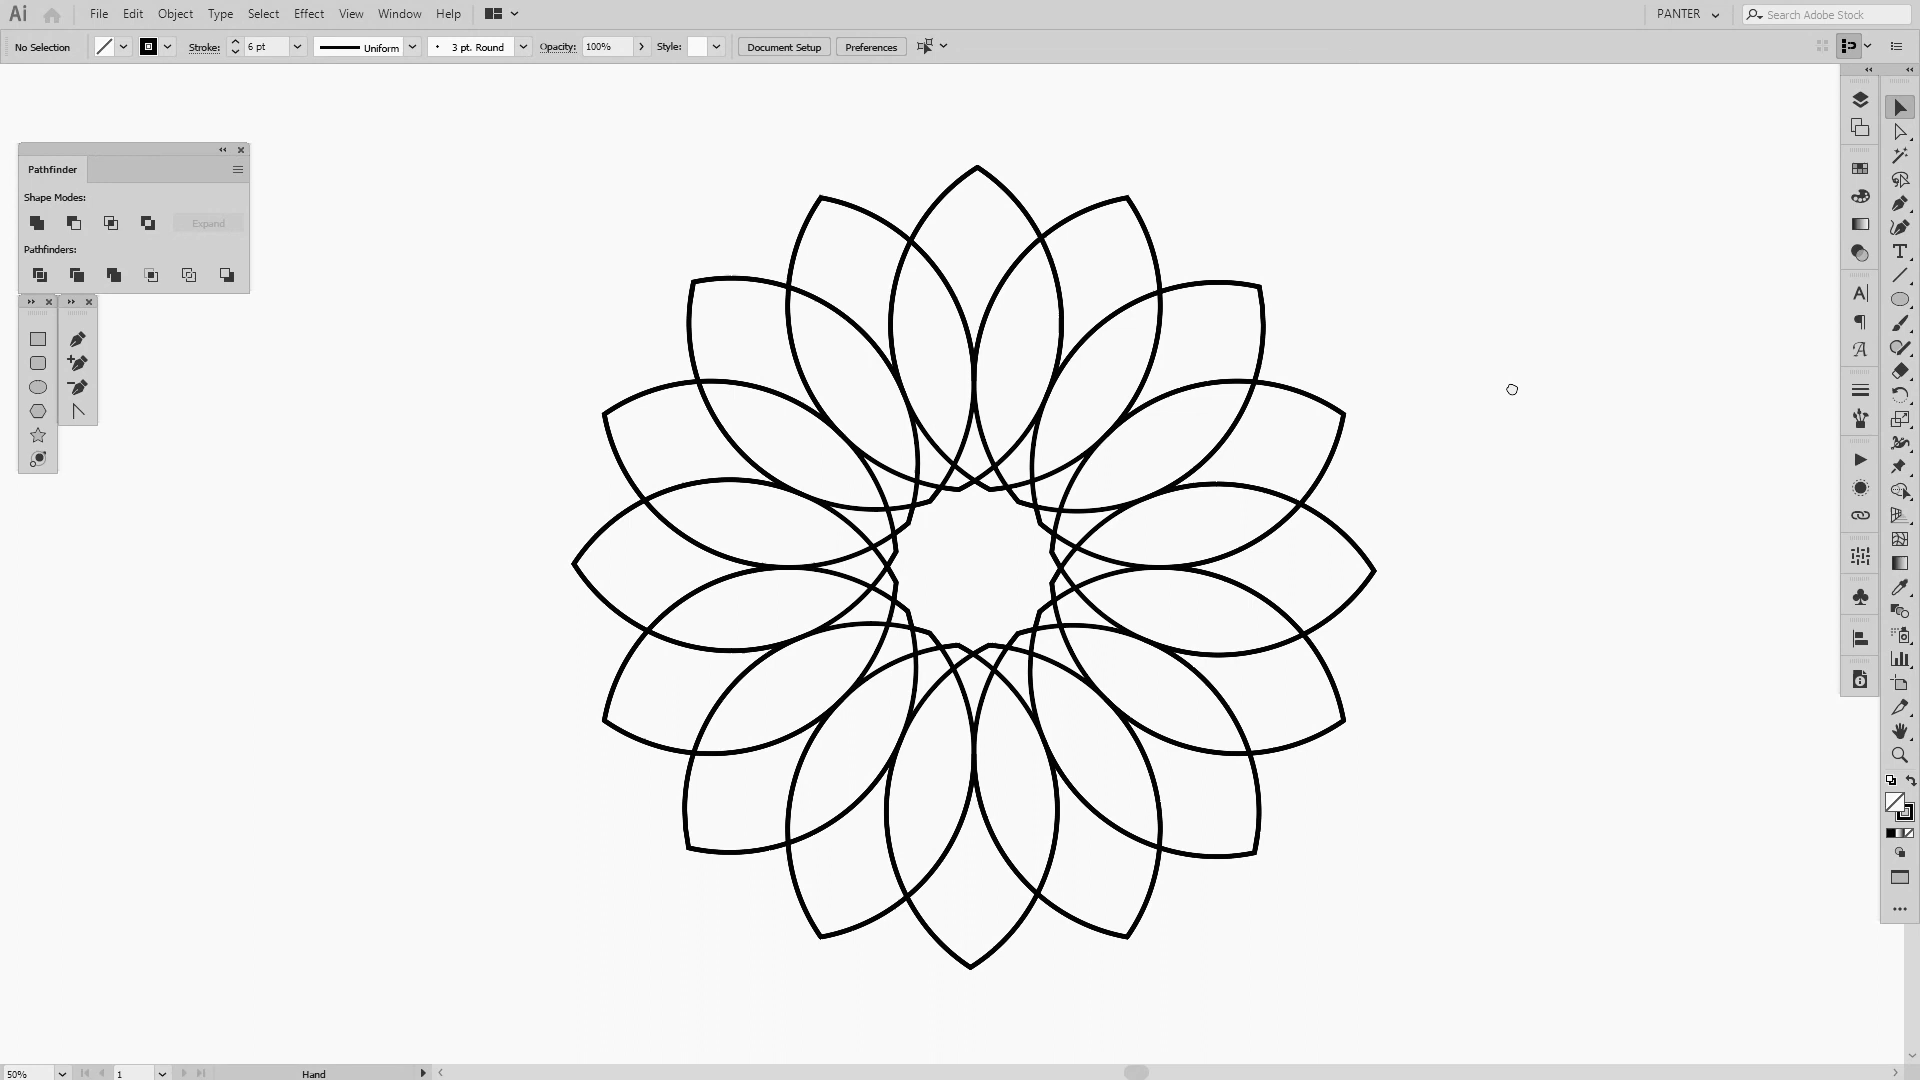 Ai File Edit Object Type Select Effect View Window Help PANTER Search Adobe Stock
No Selection Stroke: 6 pt Uniform 3 pt. Round Opacity: 100% Style: Document Setup Preferences
Pathfinder
Shape Modes:
Expand
Pathfinders:
50% 1 Hand